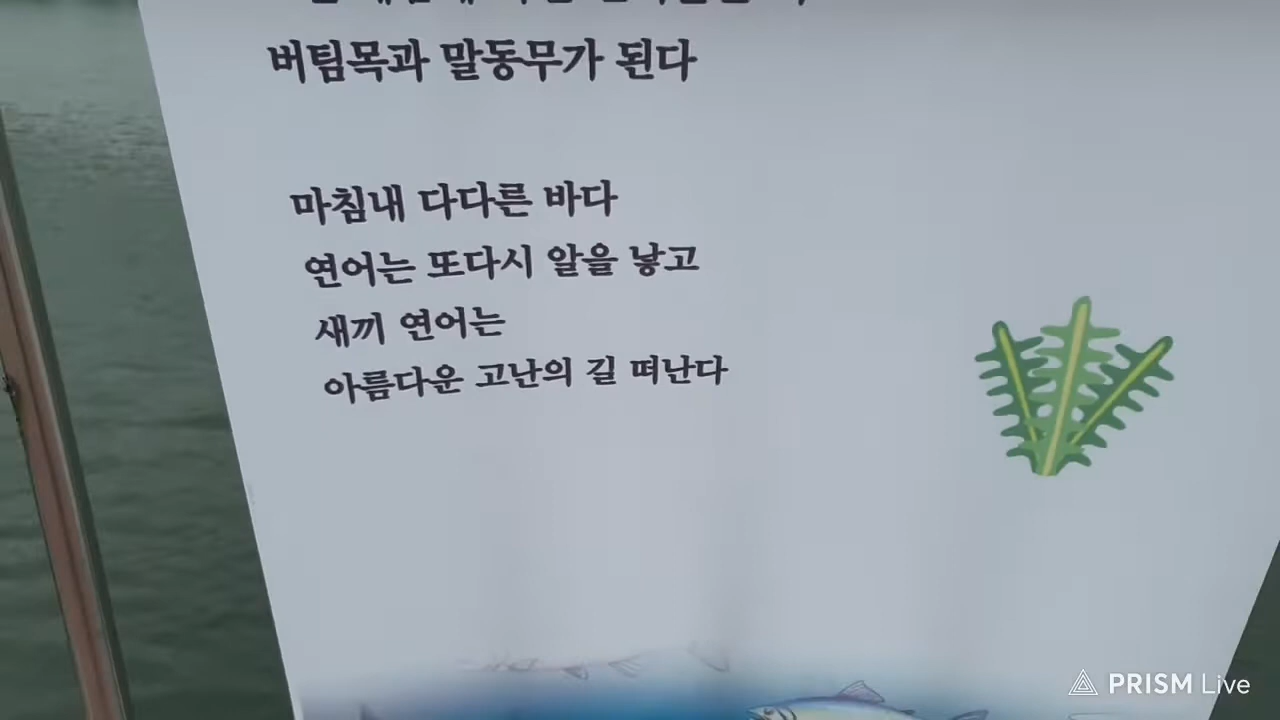 버팀목과 말동무가 된다
마침내 다다른 바다
연어는 또다시 알을 낳고
새끼 연어는
아름다운 고난의 길 떠난다
PRISM Live